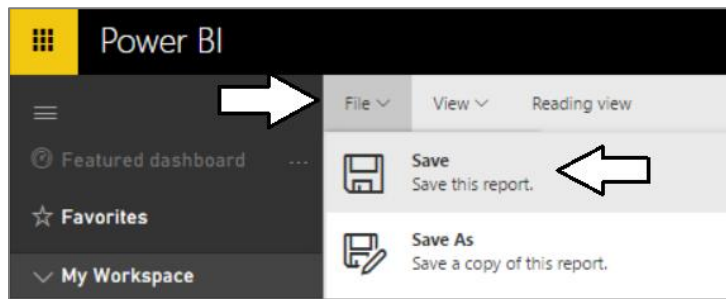 Power BI
File View Reading view
Featured dashboard ...
Save
Save this report.
Favorites
Save As
Save a copy of this report.
My Workspace